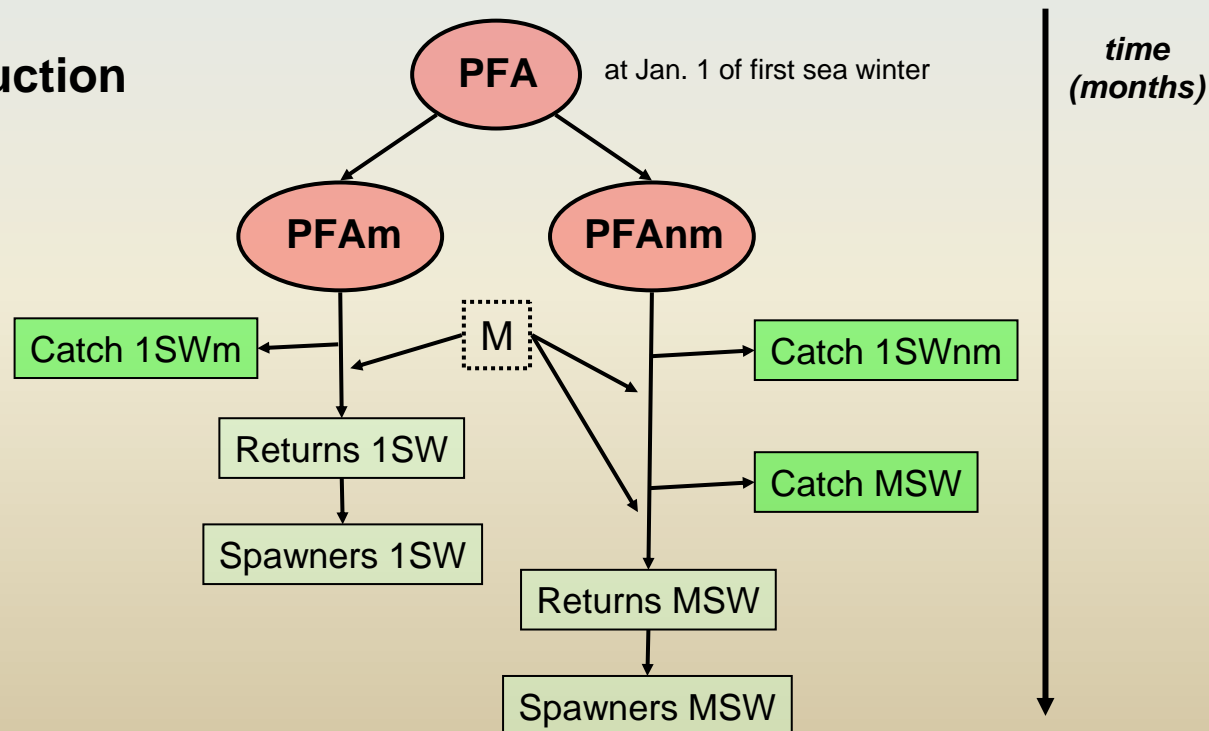 uction
PFA
at Jan. 1 of first sea winter
time
(months)
PFAm
PFAnm
M
Catch 1SWm
Catch 1SWnm
Returns 1SW
Catch MSW
Spawners 1SW
Returns MSW
Spawners MSW